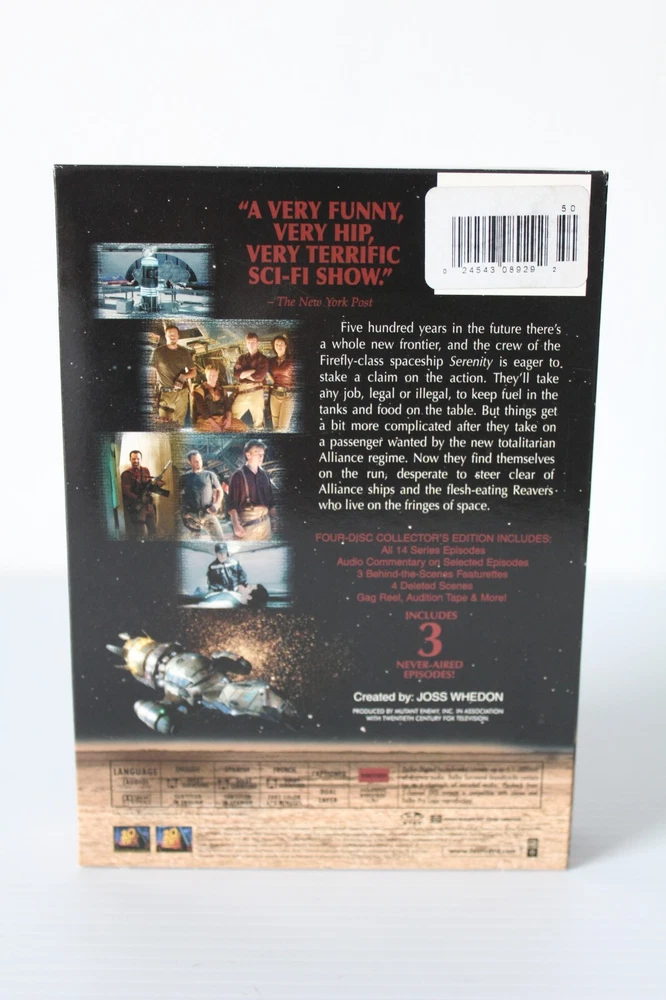 "A VERY FUNNY,
VERY HIP,
VERY TERRIFIC
SCI-FI SHOW."
– The New York Post
50
0 24543 08929 2
Five hundred years in the future there's
a whole new frontier, and the crew of the
Firefly-class spaceship Serenity is eager to
stake a claim on the action. They'll take
any job, legal or illegal, to keep fuel in the
tanks and food on the table. But things get
a bit more complicated after they take on
a passenger wanted by the new totalitarian
Alliance regime. Now they find themselves
on the run, desperate to steer clear of
Alliance ships and the flesh-eating Reavers
who live on the fringes of space.
FOUR-DISC COLLECTOR'S EDITION INCLUDES:
All 14 Series Episodes
Audio Commentary on Selected Episodes
3 Behind-the-Scenes Featurettes
4 Deleted Scenes
Gag Reel, Audition Tape & More!
INCLUDES
3
NEVER-AIRED
EPISODES!
Created by: JOSS WHEDON
PRODUCED BY MUTANT ENEMY, INC. IN ASSOCIATION
WITH TWENTIETH CENTURY FOX TELEVISION.
LANGUAGE
ENGLISH
SPANISH
FRENCH
CAPTIONED
DUAL
LAYER